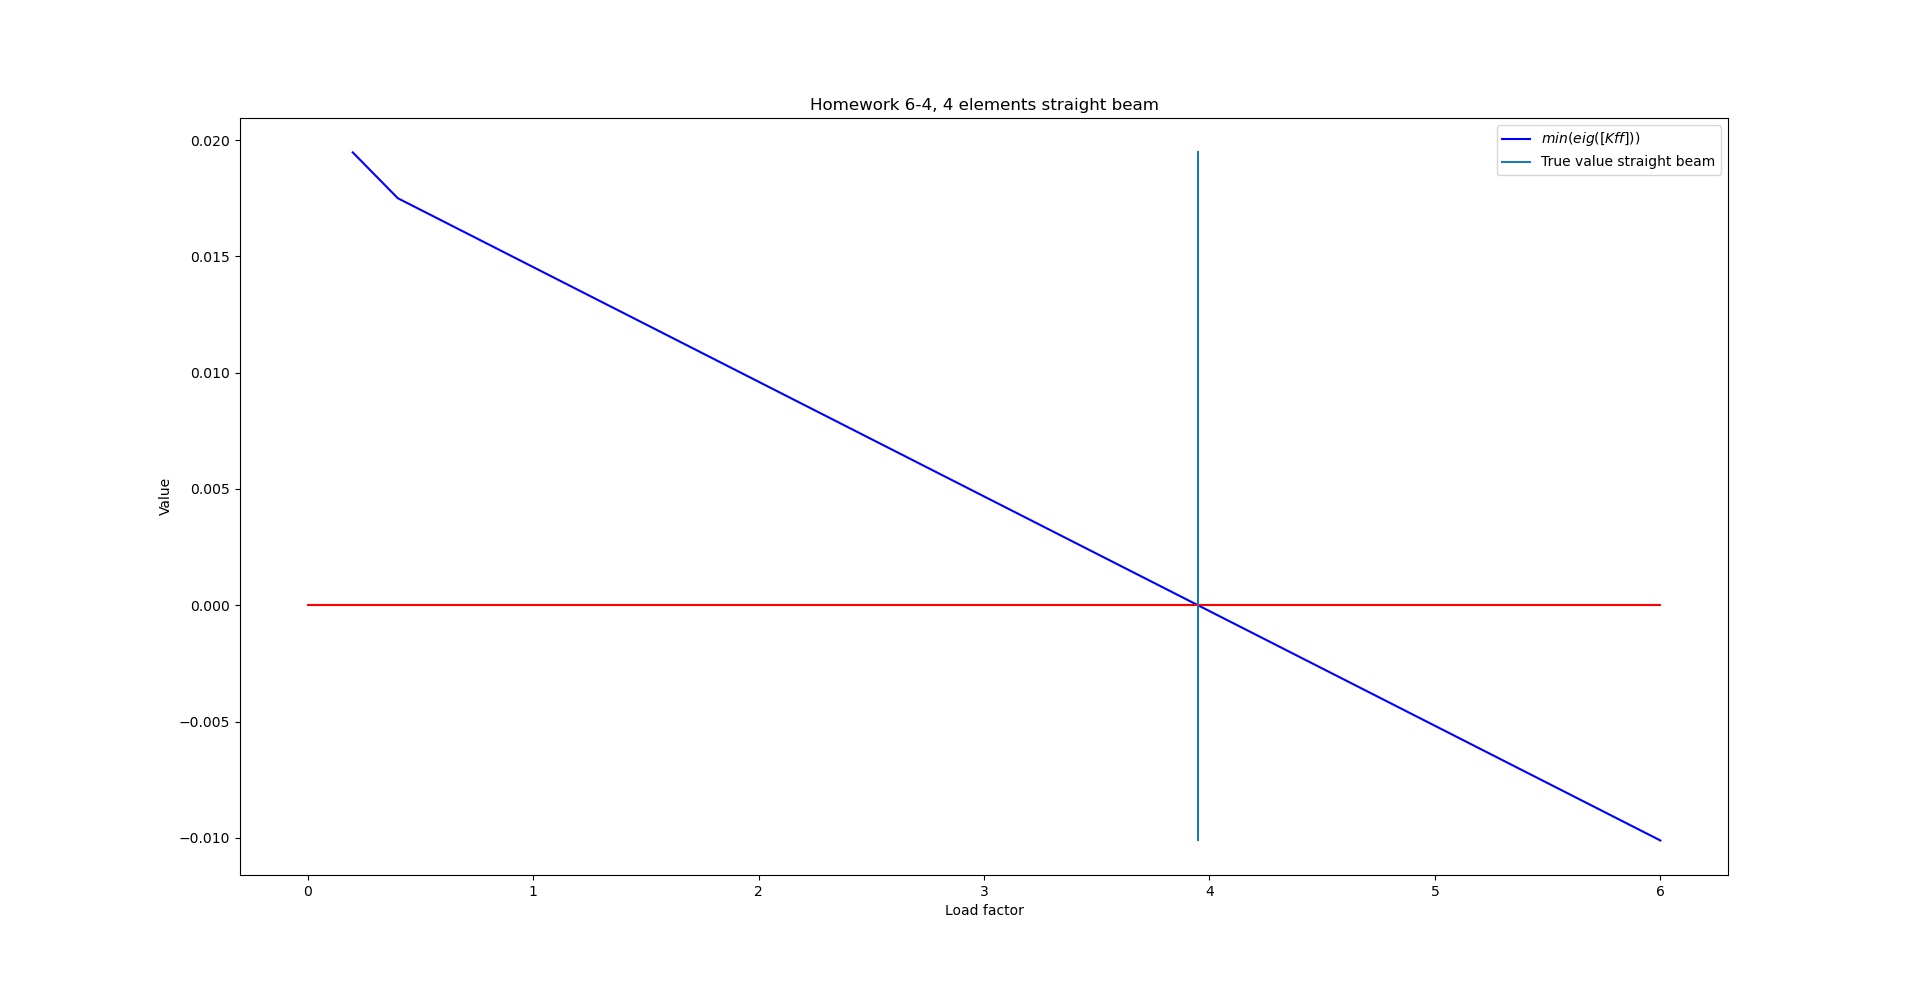 Homework 6-4, 4 elements straight beam
min(eig([Kff]))
True value straight beam
Value
0.020
0.015
0.010
0.005
0.000
−0.005
−0.010
0 1 2 3 4 5 6
Load factor